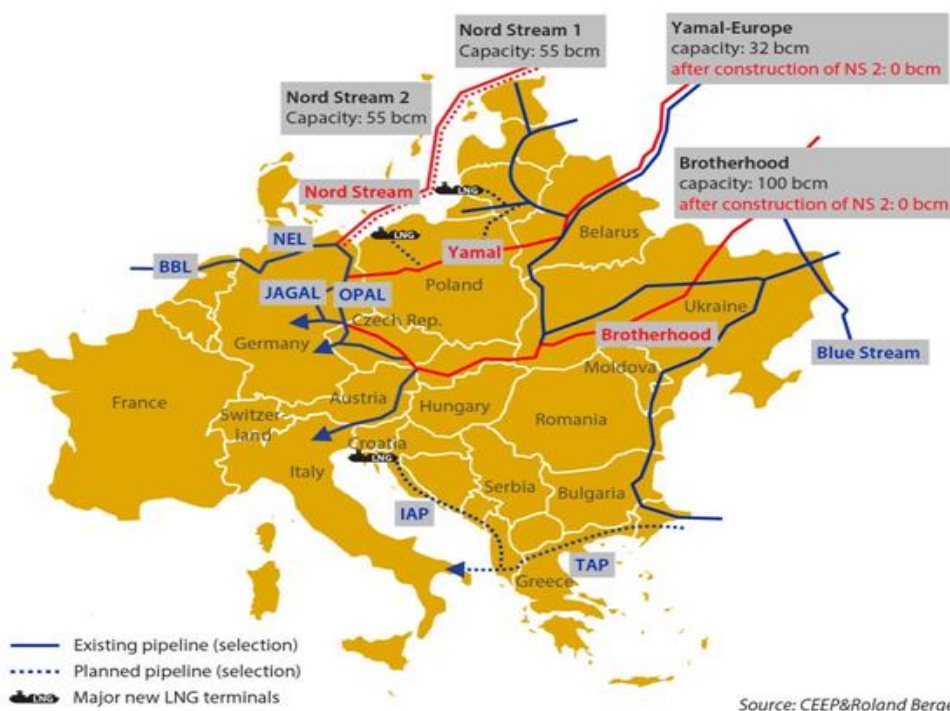 Nord Stream 1
Capacity: 55 bcm
Yamal-Europe
capacity: 32 bcm
after construction of NS 2: 0 bcm
Nord Stream 2
Capacity: 55 bcm
Brotherhood
capacity: 100 bcm
after construction of NS 2: 0 bcm
Nord Stream
LNG
LNG
NEL
BBL
Yamal
Belarus
JAGAL
OPAL
Poland
Czech Rep.
Ukraine
Germany
Brotherhood
Blue Stream
Moldova
France
Austria
Hungary
Switzer-
land
Romania
Croatia
LNG
Italy
Serbia
Bulgaria
IAP
TAP
Greece
Existing pipeline (selection)
Planned pipeline (selection)
LNG
Major new LNG terminals
Source: CEEP&Roland Berge